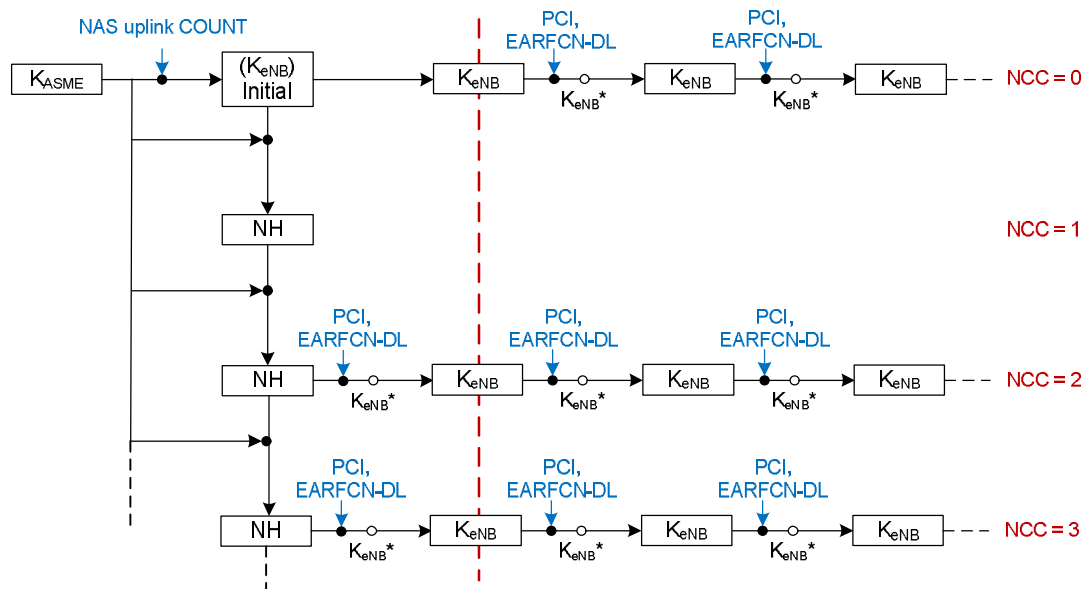 NAS uplink COUNT
PCI,
EARFCN-DL
PCI,
EARFCN-DL
KASME
(KeNB)
Initial
KeNB
KeNB*
KeNB
KeNB*
KeNB
NCC = 0
NH
NCC = 1
PCI,
EARFCN-DL
PCI,
EARFCN-DL
PCI,
EARFCN-DL
NH
KeNB*
KeNB
KeNB*
KeNB
KeNB*
KeNB
NCC = 2
PCI,
EARFCN-DL
PCI,
EARFCN-DL
PCI,
EARFCN-DL
NH
KeNB*
KeNB
KeNB*
KeNB
KeNB*
KeNB
NCC = 3